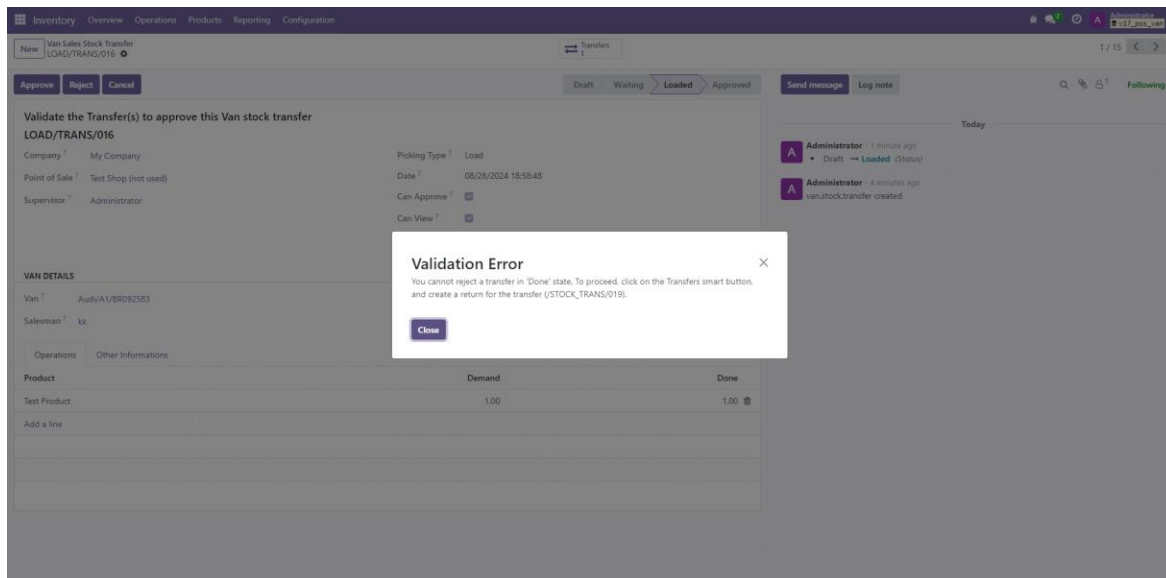 Inventory Overview Operations Products Reporting Configuration
2 A Administrator
v17_pos_van
New Van Sales Stock Transfer
LOAD/TRANS/016
Transfers
1
1 / 15
Approve Reject Cancel
Draft Waiting Loaded Approved
Send message Log note
1 Following
Validate the Transfer(s) to approve this Van stock transfer
LOAD/TRANS/016
Company ? My Company
Picking Type ? Load
Point of Sale ? Test Shop (not used)
Date ? 08/28/2024 18:58:48
Supervisor ? Administrator
Can Approve ?
Can View ?
Today
A Administrator - 1 minute ago
Draft → Loaded (Status)
A Administrator - 4 minutes ago
van.stock.transfer created
Validation Error
You cannot reject a transfer in 'Done' state. To proceed, click on the Transfers smart button,
and create a return for the transfer (/STOCK_TRANS/019).
Close
VAN DETAILS
Van ? Audi/A1/BR092583
Salesman ? kk
Operations Other Informations
Product Demand Done
Test Product 1.00 1.00
Add a line